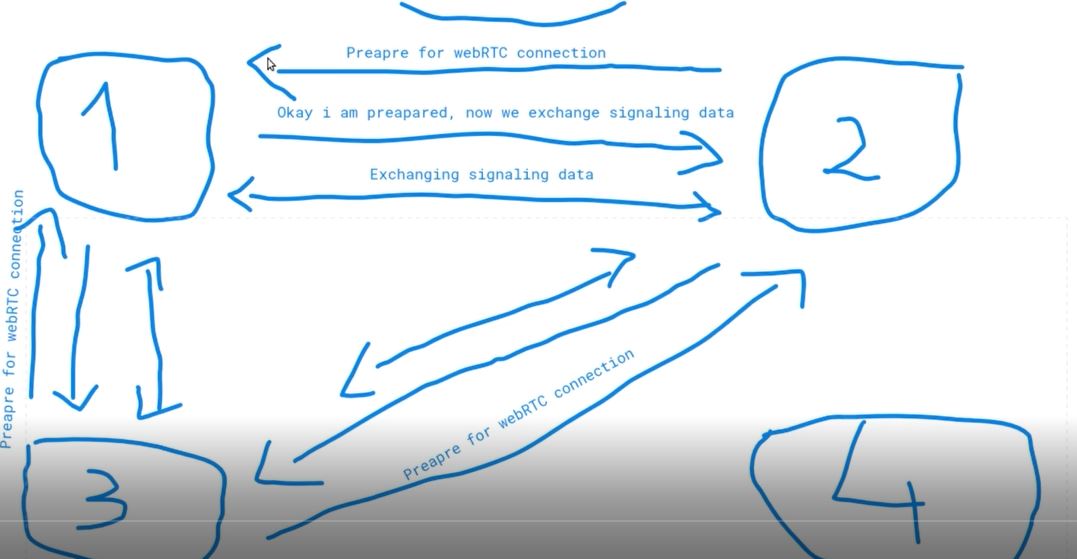 Preapre for webRTC connection
1
Okay i am preapared, now we exchange signaling data
2
Exchanging signaling data
Preapre for webRTC connection
Preapre for webRTC connection
3
4